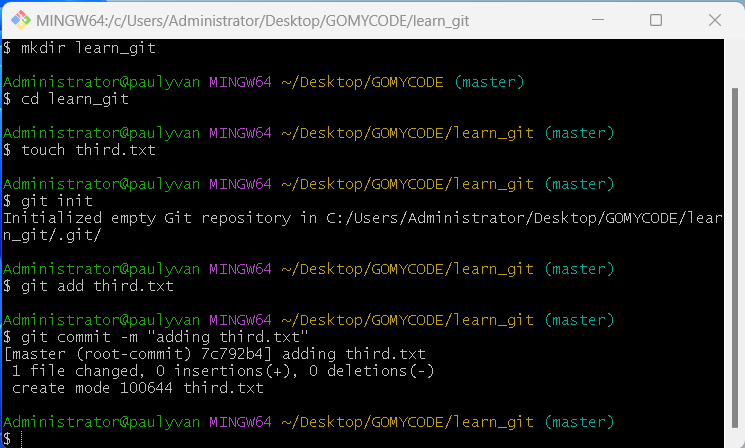 MINGW64:/c/Users/Administrator/Desktop/GOMYCODE/learn_git
$ mkdir learn_git
Administrator@paulyvan MINGW64 ~/Desktop/GOMYCODE (master)
$ cd learn_git
Administrator@paulyvan MINGW64 ~/Desktop/GOMYCODE/learn_git (master)
$ touch third.txt
Administrator@paulyvan MINGW64 ~/Desktop/GOMYCODE/learn_git (master)
$ git init
Initialized empty Git repository in C:/Users/Administrator/Desktop/GOMYCODE/lear
n_git/.git/
Administrator@paulyvan MINGW64 ~/Desktop/GOMYCODE/learn_git (master)
$ git add third.txt
Administrator@paulyvan MINGW64 ~/Desktop/GOMYCODE/learn_git (master)
$ git commit -m "adding third.txt"
[master (root-commit) 7c792b4] adding third.txt
 1 file changed, 0 insertions(+), 0 deletions(-)
 create mode 100644 third.txt
Administrator@paulyvan MINGW64 ~/Desktop/GOMYCODE/learn_git (master)
$